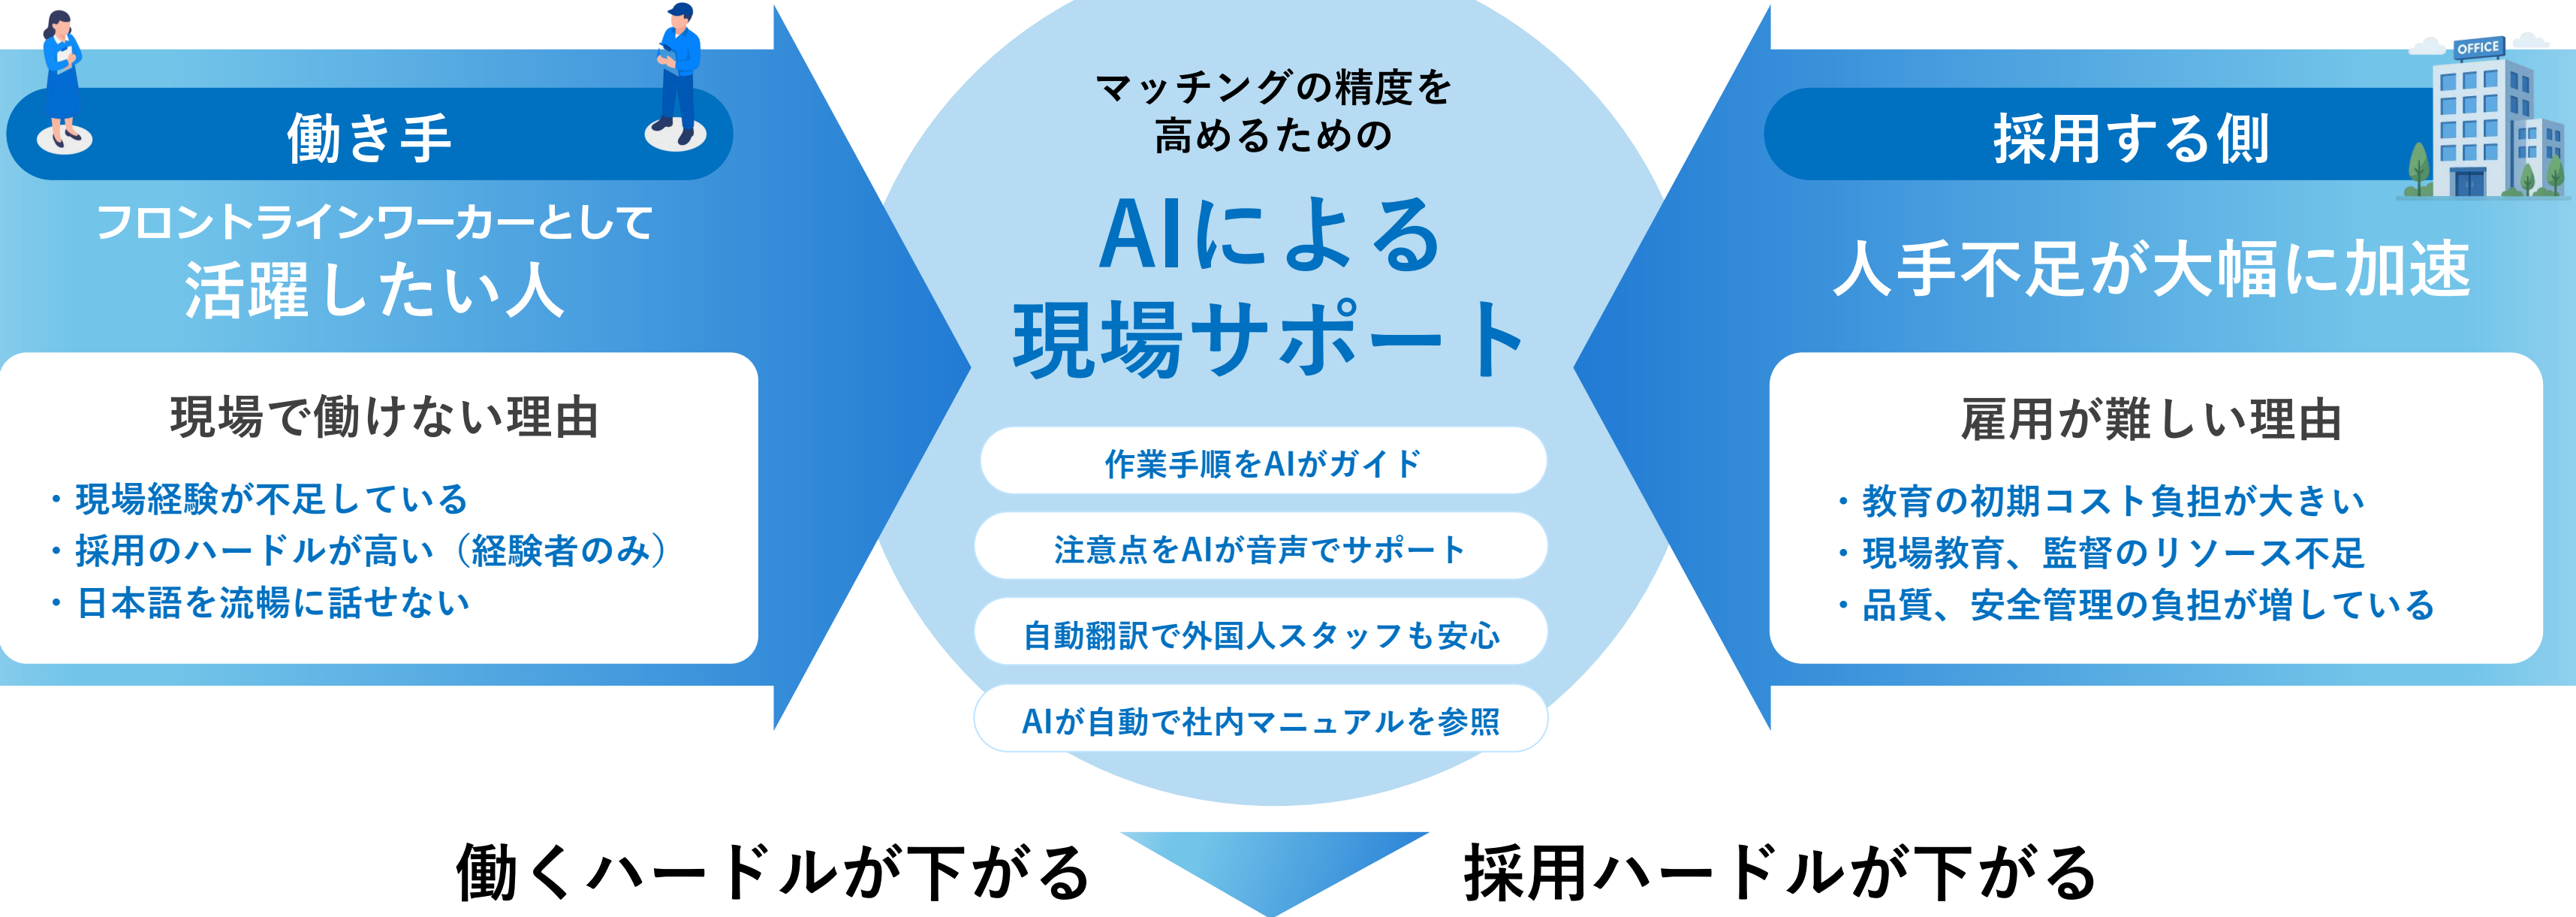 働き手
フロントラインワーカーとして
活躍したい人
現場で働けない理由
・現場経験が不足している
・採用のハードルが高い（経験者のみ）
・日本語を流暢に話せない
マッチングの精度を
高めるための
AIによる
現場サポート
作業手順をAIがガイド
注意点をAIが音声でサポート
自動翻訳で外国人スタッフも安心
AIが自動で社内マニュアルを参照
OFFICE
採用する側
人手不足が大幅に加速
雇用が難しい理由
・教育の初期コスト負担が大きい
・現場教育、監督のリソース不足
・品質、安全管理の負担が増している
働くハードルが下がる
採用ハードルが下がる